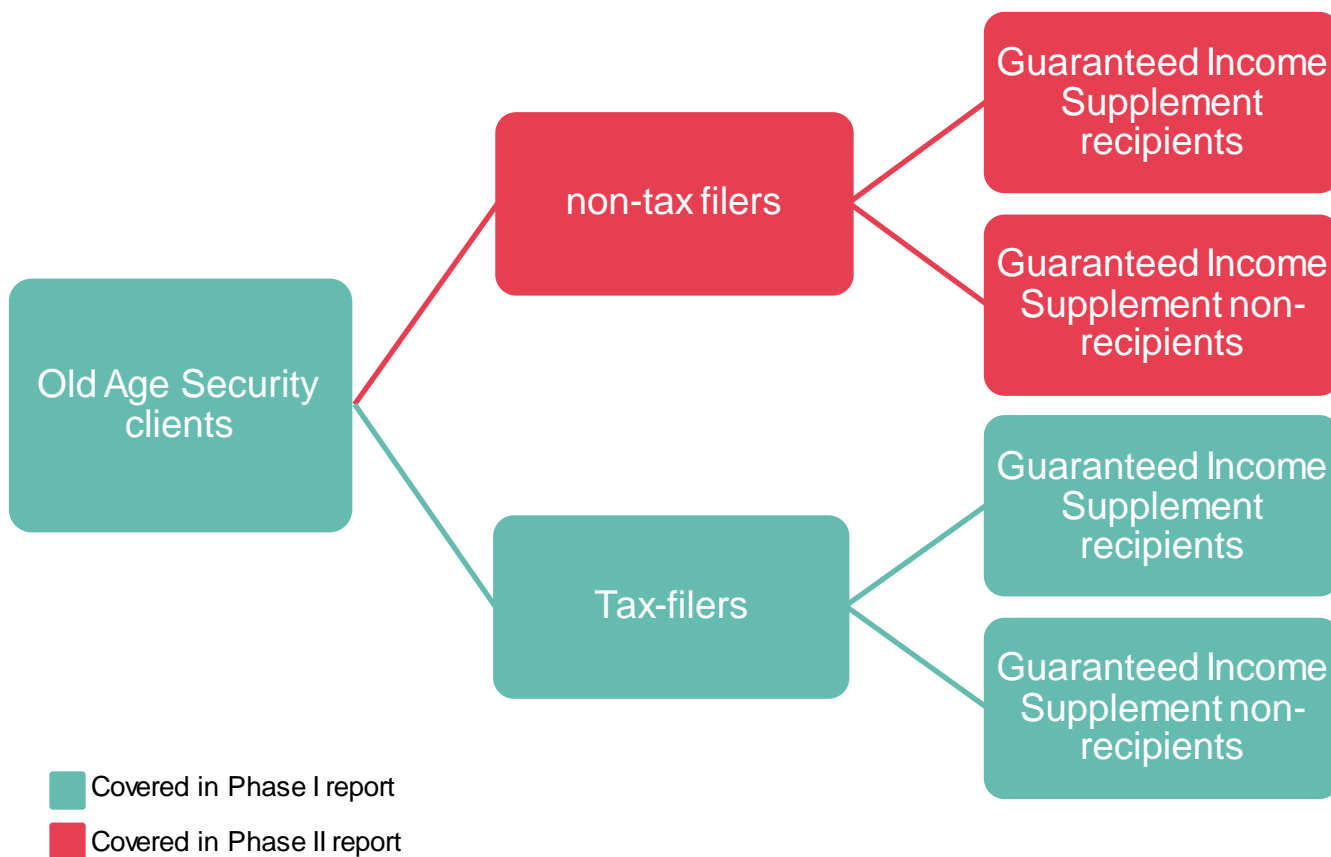 Guaranteed Income
Supplement
recipients
non-tax filers
Guaranteed Income
Supplement non-
recipients
Old Age Security
clients
Guaranteed Income
Supplement
recipients
Tax-filers
Guaranteed Income
Supplement non-
recipients
Covered in Phase I report
Covered in Phase II report